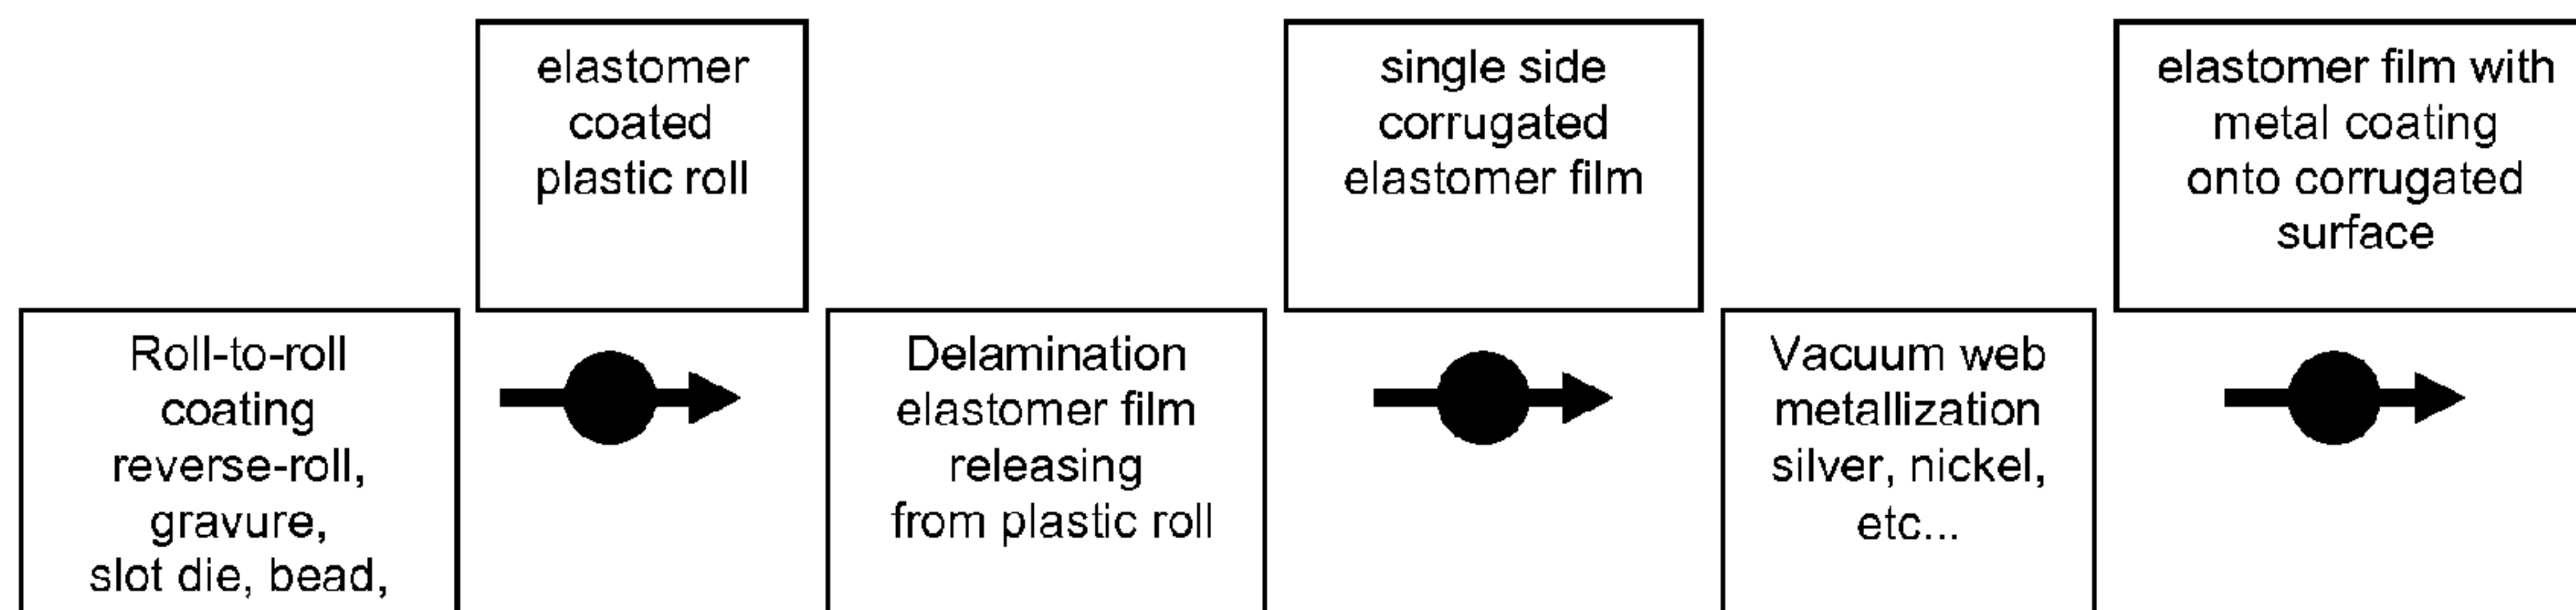 elastomer
coated
plastic roll
single side
corrugated
elastomer film
elastomer film with
metal coating
onto corrugated
surface
Roll-to-roll
coating
reverse-roll,
gravure,
slot die, bead,
Delamination
elastomer film
releasing
from plastic roll
Vacuum web
metallization
silver, nickel,
etc...